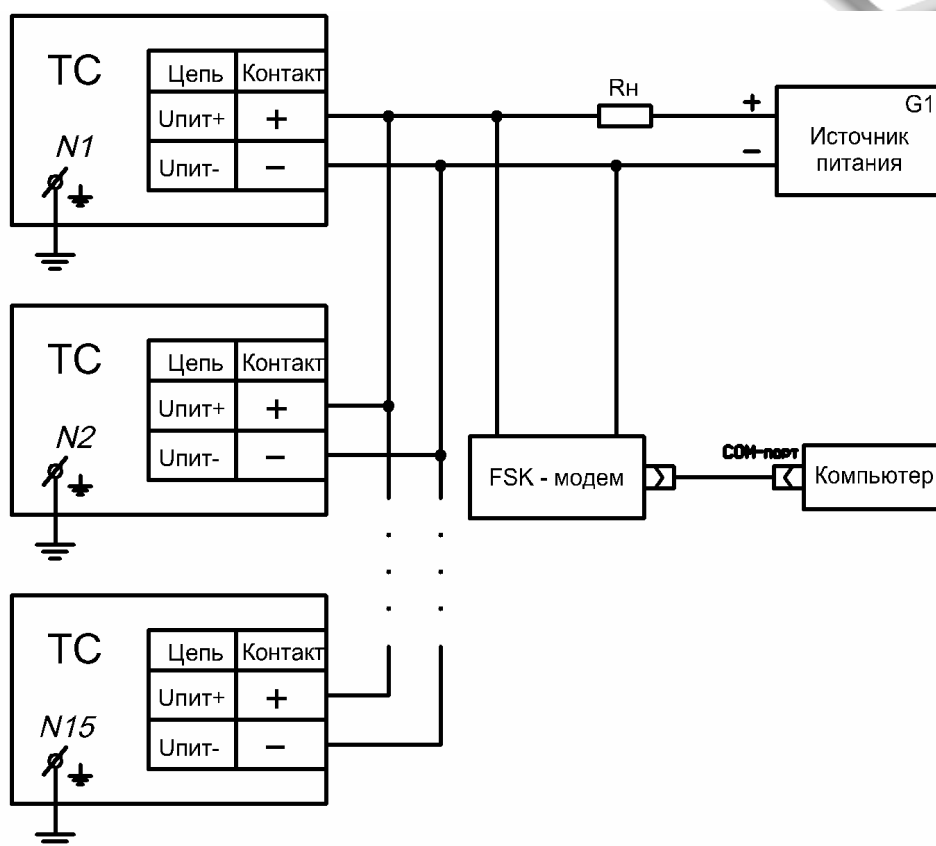 ТС
Цепь Контакт
Uпит+ +
Uпит- −
N1
Rн
+
−
G1
Источник
питания
ТС
Цепь Контакт
Uпит+ +
Uпит- −
N2
FSK - модем
СОМ-порт
Компьютер
ТС
Цепь Контакт
Uпит+ +
Uпит- −
N15